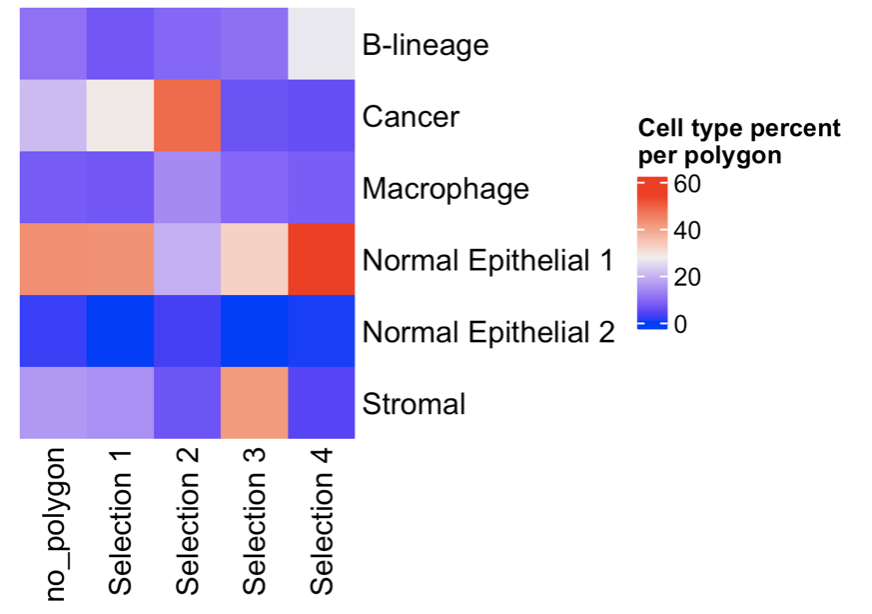 B-lineage
Cancer
Macrophage
Normal Epithelial 1
Normal Epithelial 2
Stromal
no_polygon
Selection 1
Selection 2
Selection 3
Selection 4
Cell type percent
per polygon
60
40
20
0